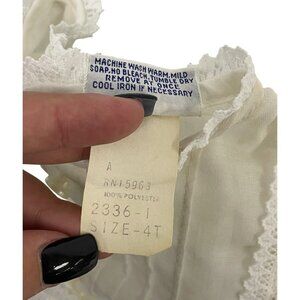 MACHINE WASH WARM, MILD
SOAP, NO BLEACH, TUMBLE DRY
REMOVE AT ONCE
COOL IRON IF NECESSARY
A
RN15963
100% POLYESTER
2336-1
SIZE-4T